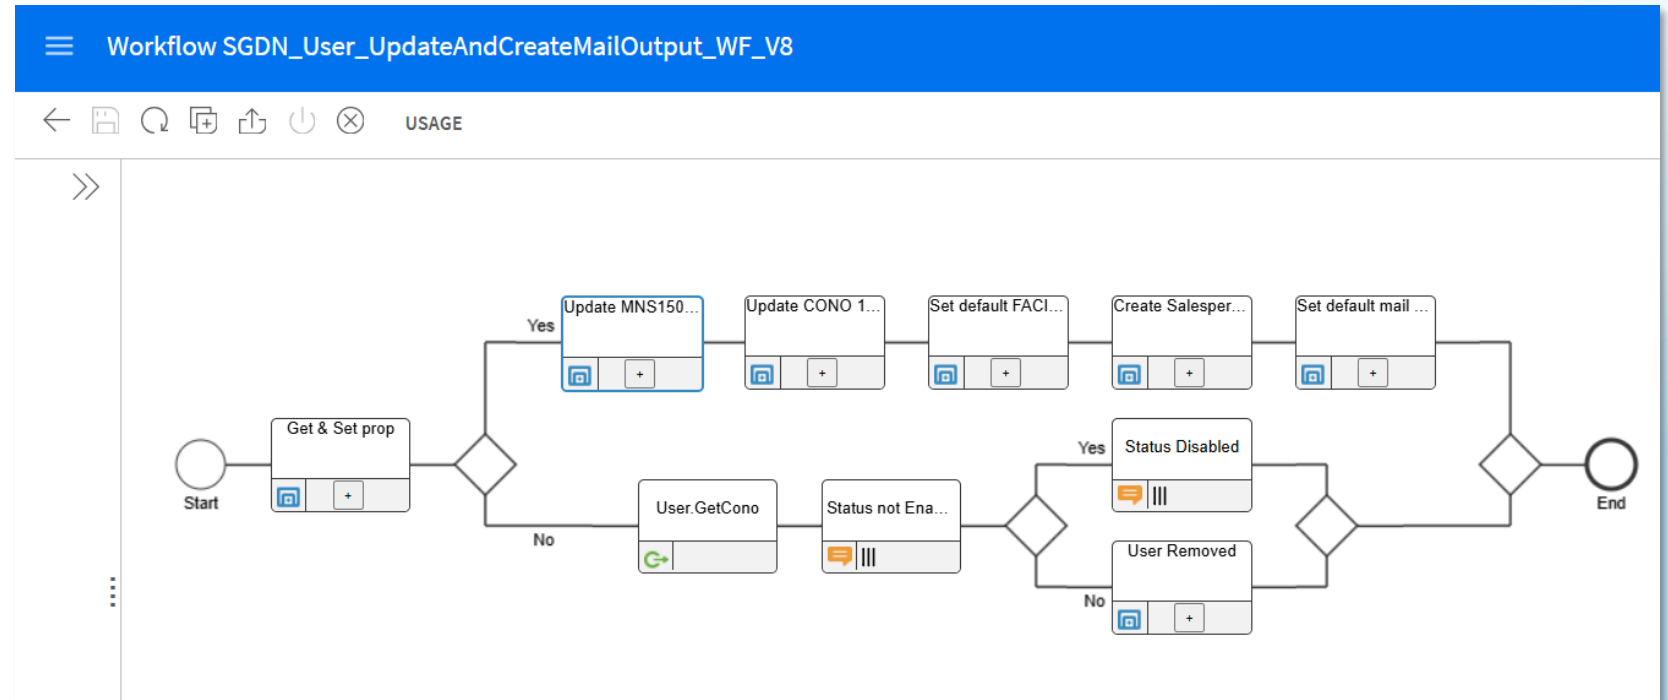 Workflow SGDN_User_UpdateAndCreateMailOutput_WF_V8
USAGE
Yes
Update MNS150...
Update CONO 1...
Set default FACI...
Create Salesper...
Set default mail ...
+
+
+
+
+
Get & Set prop
+
Start
Yes
Status Disabled
End
User.GetCono
Status not Ena...
No
User Removed
No
+